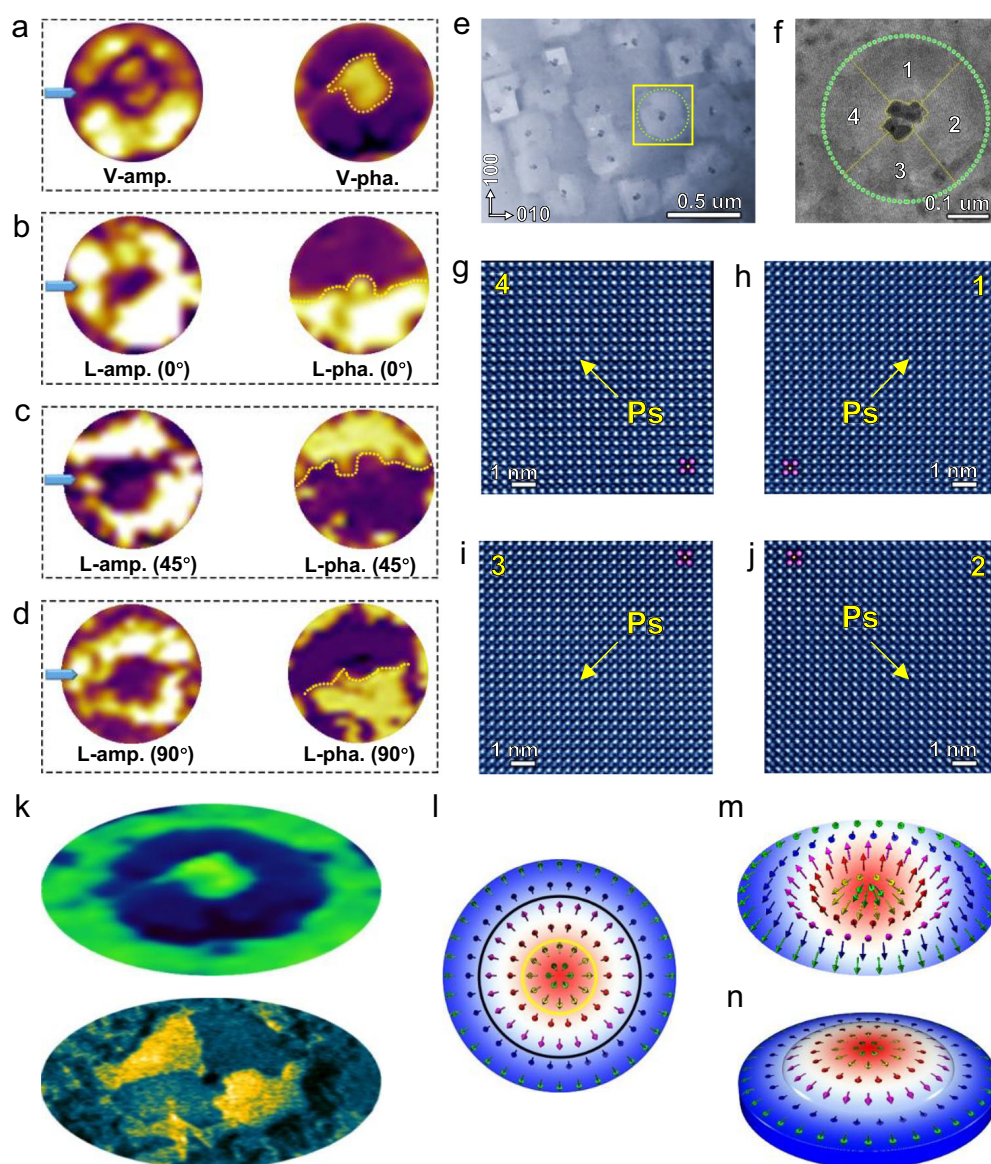 a
V-amp.
V-pha.
b
L-amp. (0°)
L-pha. (0°)
c
L-amp. (45°)
L-pha. (45°)
d
L-amp. (90°)
L-pha. (90°)
e
100
010
0.5 um
f
1
2
3
4
0.1 um
g
4
Ps
1 nm
h
1
Ps
1 nm
i
3
Ps
1 nm
j
2
Ps
1 nm
k
l
m
n